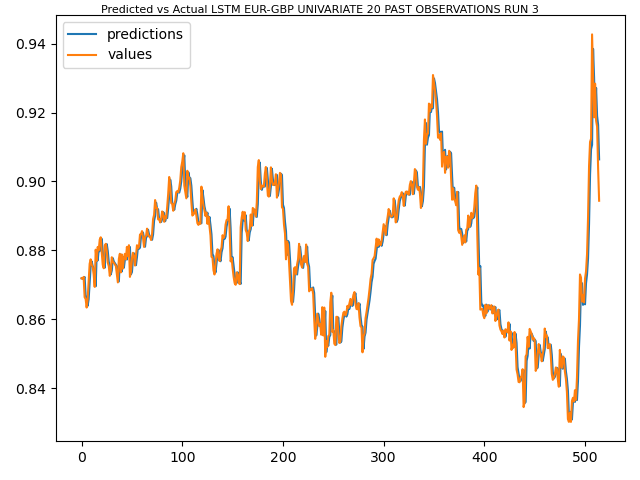 Predicted vs Actual LSTM EUR-GBP UNIVARIATE 20 PAST OBSERVATIONS RUN 3
predictions
values
0.94
0.92
0.90
0.88
0.86
0.84
0 100 200 300 400 500